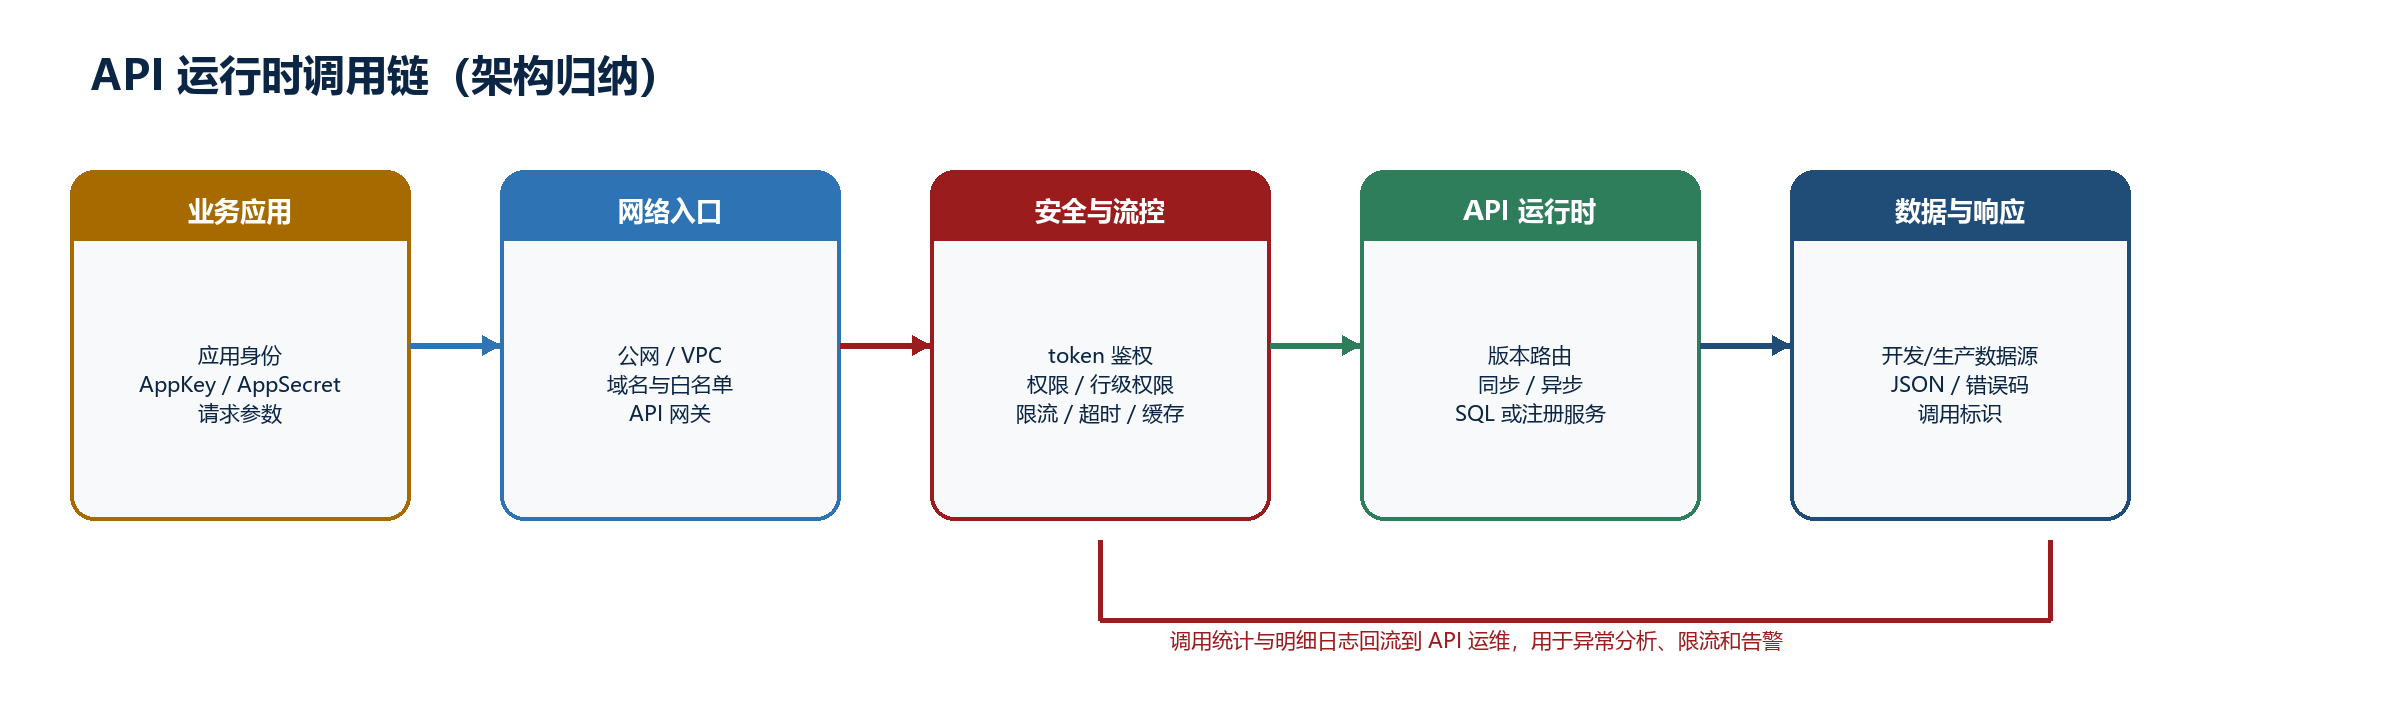 API 运行时调用链（架构归纳）
业务应用
应用身份
AppKey / AppSecret
请求参数
网络入口
公网 / VPC
域名与白名单
API 网关
安全与流控
token 鉴权
权限 / 行级权限
限流 / 超时 / 缓存
API 运行时
版本路由
同步 / 异步
SQL 或注册服务
数据与响应
开发/生产数据源
JSON / 错误码
调用标识
调用统计与明细日志回流到 API 运维，用于异常分析、限流和告警